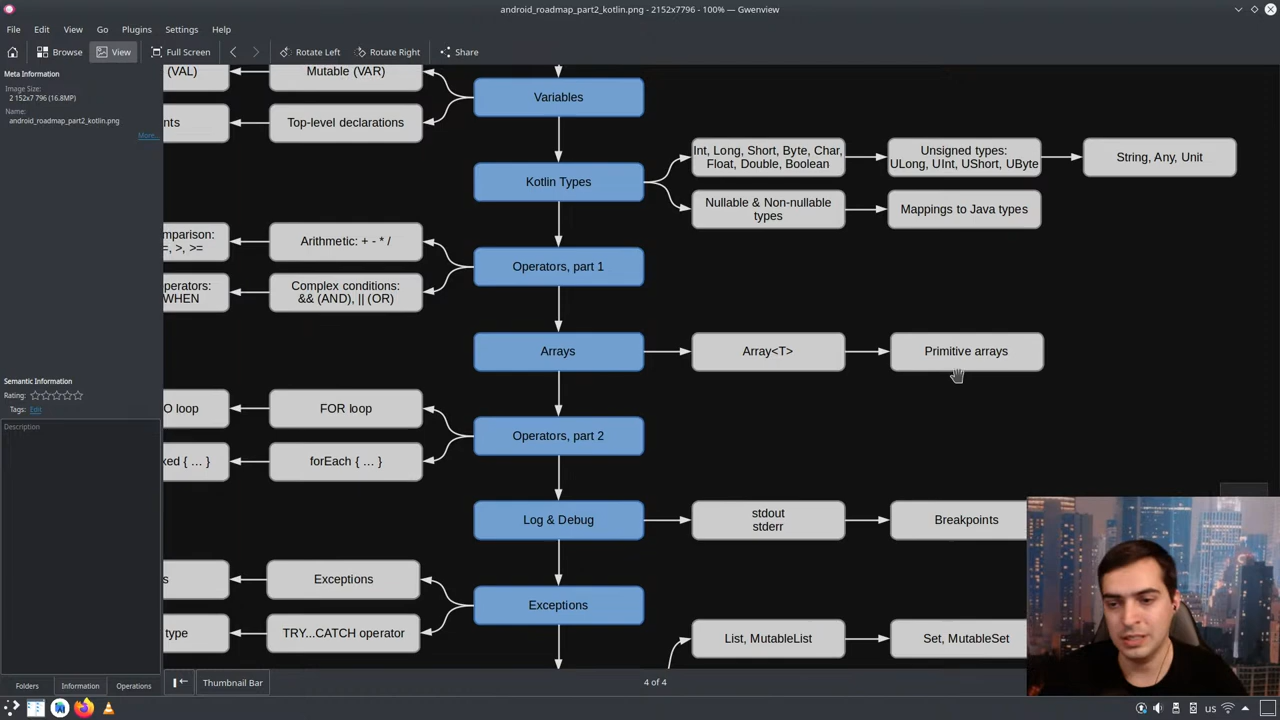 android_roadmap_part2_kotlin.png - 2152x7796 - 100% — Gwenview
File Edit View Go Plugins Settings Help
Browse View Full Screen Rotate Left Rotate Right Share
Meta Information
Image Size:
2 152x7 796 (16.8MP)
Name:
android_roadmap_part2_kotlin.png
More...
Semantic Information
Rating:
Tags: Edit
Description
Folders Information Operations
(VAL)
Mutable (VAR)
Variables
nts
Top-level declarations
Kotlin Types
Int, Long, Short, Byte, Char,
Float, Double, Boolean
Unsigned types:
ULong, UInt, UShort, UByte
String, Any, Unit
Nullable & Non-nullable
types
Mappings to Java types
mparison:
=, >, >=
Arithmetic: + - * /
Operators, part 1
perators:
WHEN
Complex conditions:
&& (AND), || (OR)
Arrays
Array<T>
Primitive arrays
O loop
FOR loop
Operators, part 2
xed { … }
forEach { … }
Log & Debug
stdout
stderr
Breakpoints
s
Exceptions
Exceptions
type
TRY...CATCH operator
List, MutableList
Set, MutableSet
Thumbnail Bar
4 of 4
us